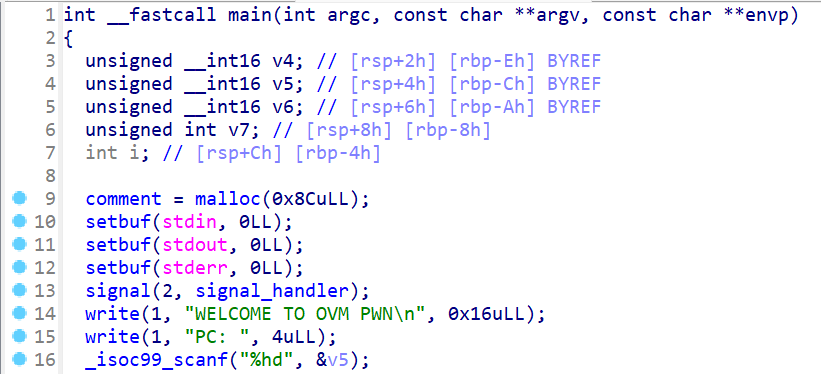 1 int __fastcall main(int argc, const char **argv, const char **envp)
2 {
3   unsigned __int16 v4; // [rsp+2h] [rbp-Eh] BYREF
4   unsigned __int16 v5; // [rsp+4h] [rbp-Ch] BYREF
5   unsigned __int16 v6; // [rsp+6h] [rbp-Ah] BYREF
6   unsigned int v7; // [rsp+8h] [rbp-8h]
7   int i; // [rsp+Ch] [rbp-4h]
8
9   comment = malloc(0x8CuLL);
10   setbuf(stdin, 0LL);
11   setbuf(stdout, 0LL);
12   setbuf(stderr, 0LL);
13   signal(2, signal_handler);
14   write(1, "WELCOME TO OVM PWN\n", 0x16uLL);
15   write(1, "PC: ", 4uLL);
16   _isoc99_scanf("%hd", &v5);